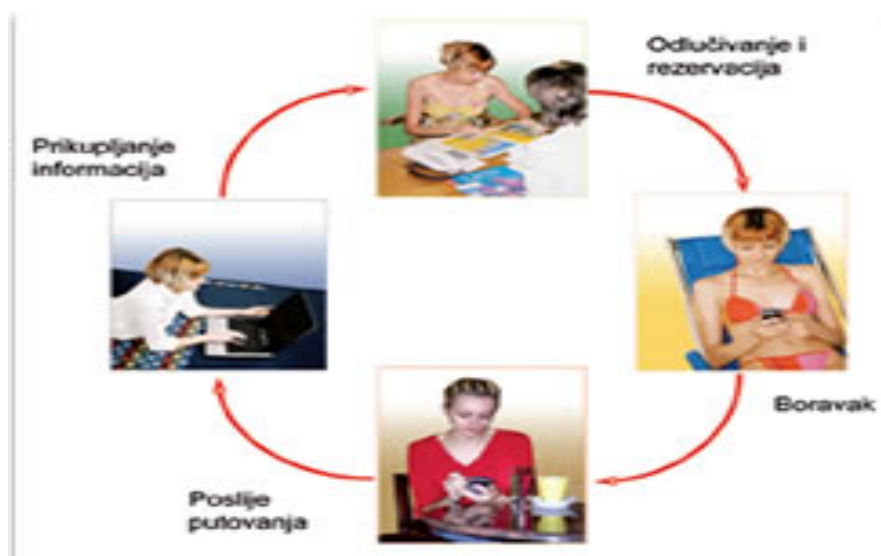 Odlučivanje i
rezervacija
Prikupljanje
informacija
Boravak
Poslije
putovanja